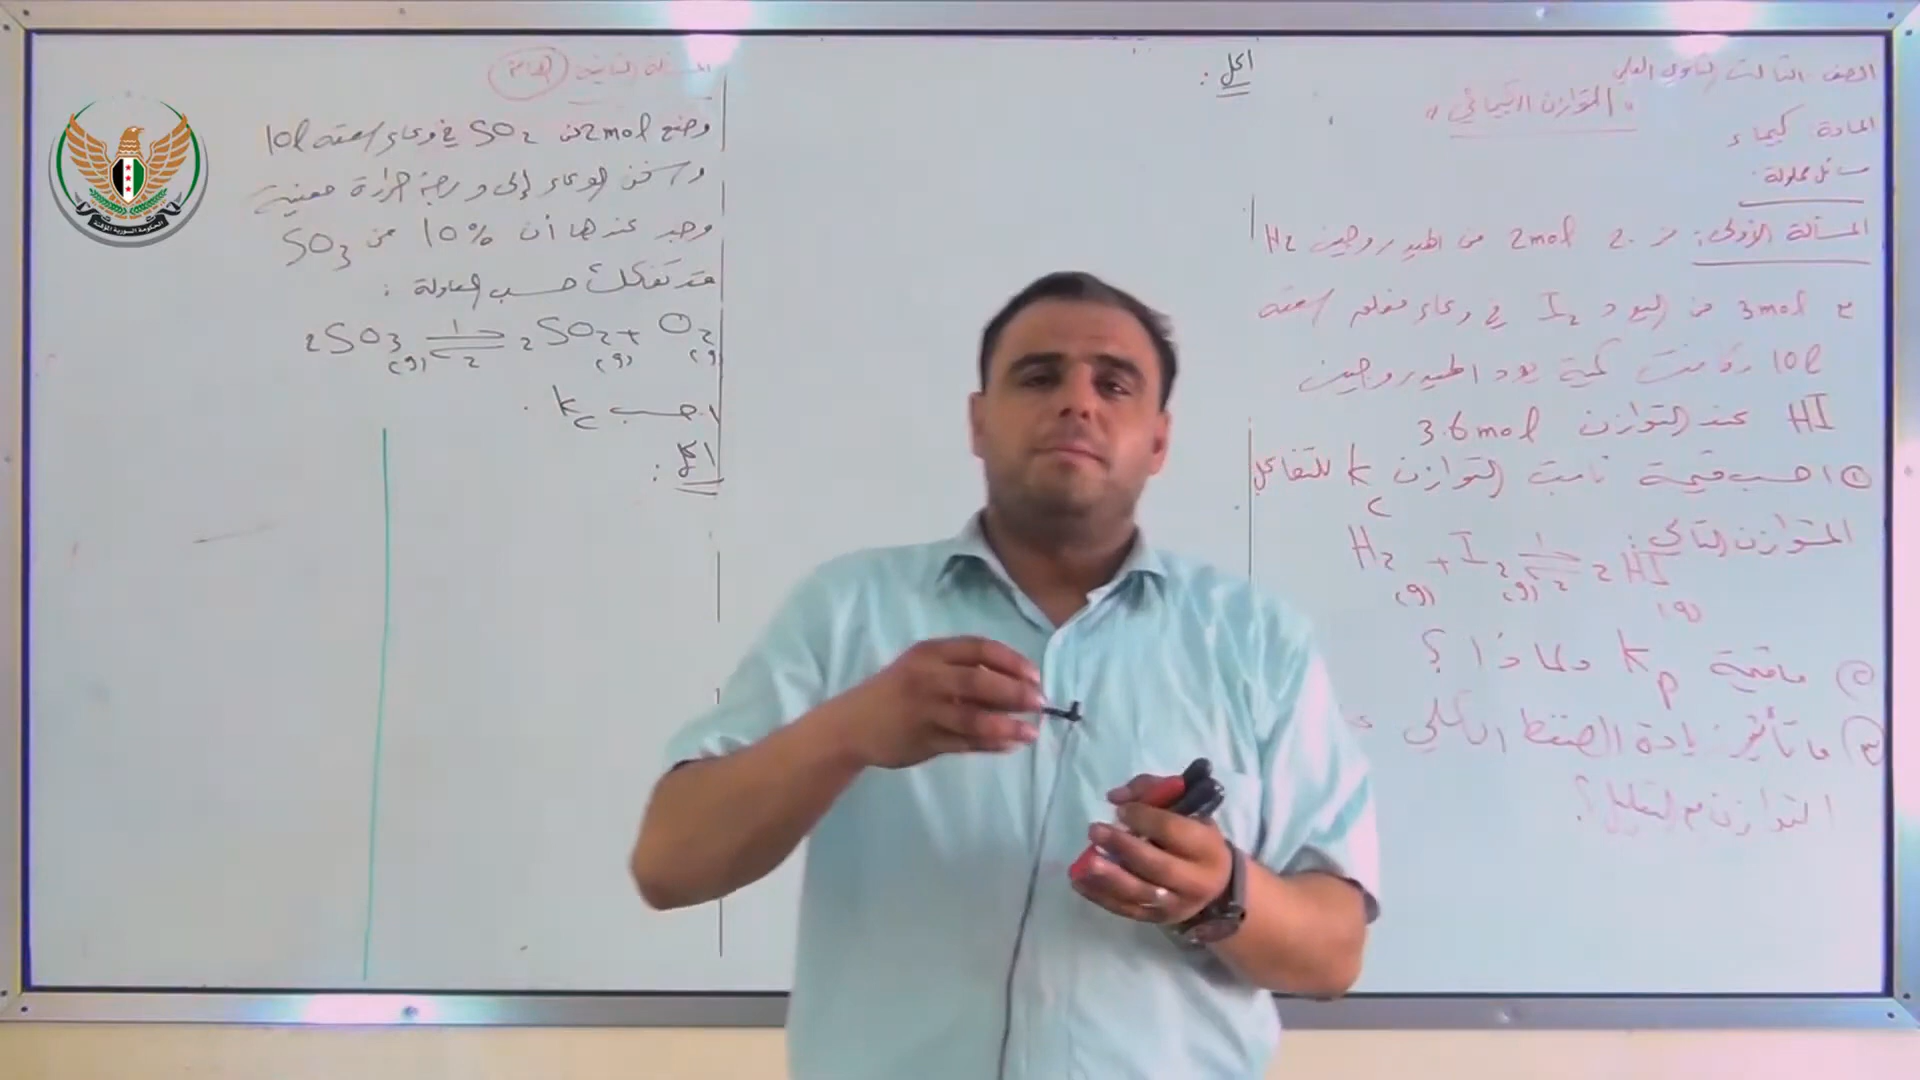 الصف الثالث الثانوي العلمي
"التوازن الكيميائي"
المادة كيمياء
مسائل محلولة
المسألة الأولى: مزج 2mol من الهيدروجين H2
و 3mol من اليود I2 في وعاء مغلق سعته
10l وكانت كمية يود الهيدروجين
HI عند التوازن 3.6mol
① احسب قيمة ثابت التوازن kc للتفاعل
المتوازن التالي:
H2(g) + I2(g) ⇌ 2HI(g)
② ما قيمة kp ولماذا؟
③ ما تأثير زيادة الضغط الكلي
التوازن مع التعليل؟
الحل:
المسألة الثانية
وضع 2mol من SO2 في وعاء سعته 10l
وسخن الوعاء إلى درجة حرارة معينة
وجد عندها أن 10% من SO3
قد تفكك حسب المعادلة:
2SO3(g) ⇌ 2SO2(g) + O2(g)
احسب kc.
الحل:
الحكومة السورية المؤقتة